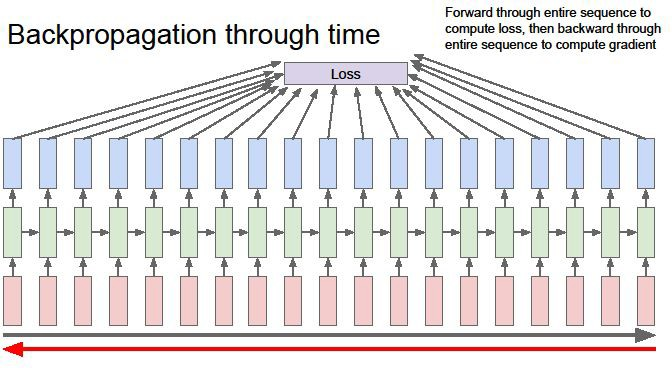 Backpropagation through time
Forward through entire sequence to
compute loss, then backward through
entire sequence to compute gradient
Loss